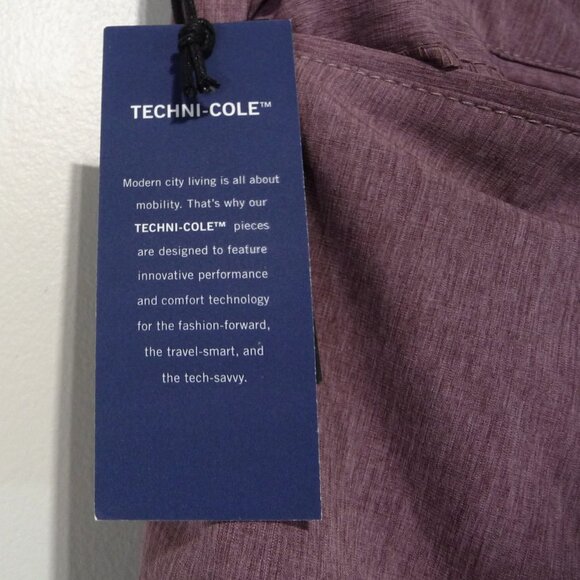 TECHNI-COLE™
Modern city living is all about
mobility. That's why our
TECHNI-COLE™ pieces
are designed to feature
innovative performance
and comfort technology
for the fashion-forward,
the travel-smart, and
the tech-savvy.